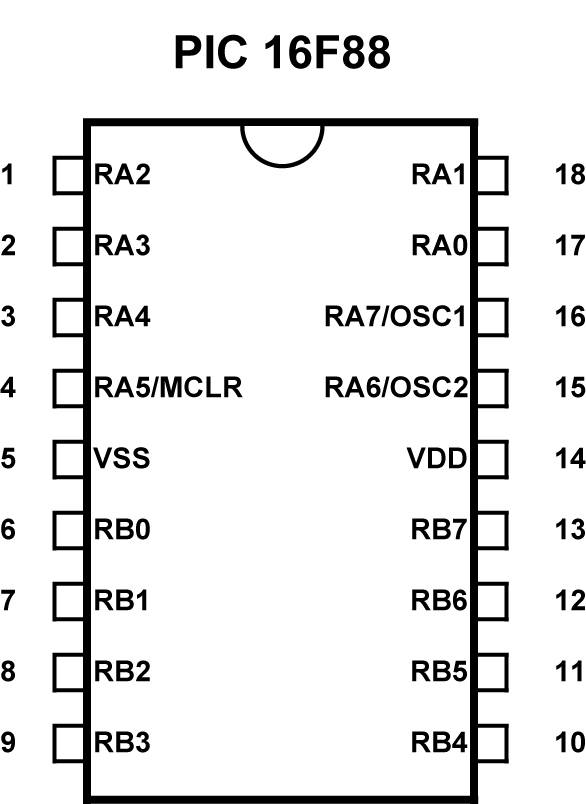 PIC 16F88
1 RA2 RA1 18
2 RA3 RA0 17
3 RA4 RA7/OSC1 16
4 RA5/MCLR RA6/OSC2 15
5 VSS VDD 14
6 RB0 RB7 13
7 RB1 RB6 12
8 RB2 RB5 11
9 RB3 RB4 10